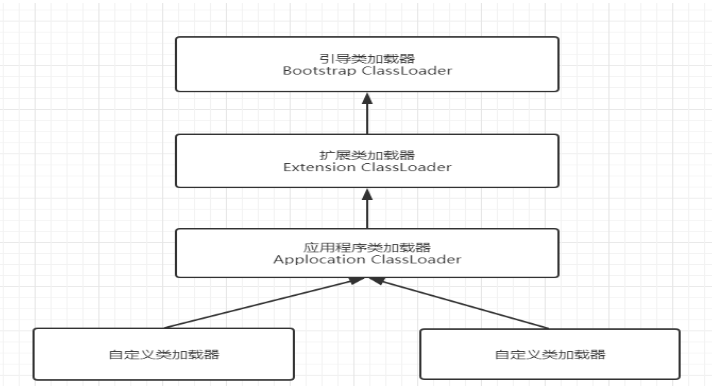 引导类加载器
Bootstrap ClassLoader
扩展类加载器
Extension ClassLoader
应用程序类加载器
Applocation ClassLoader
自定义类加载器
自定义类加载器